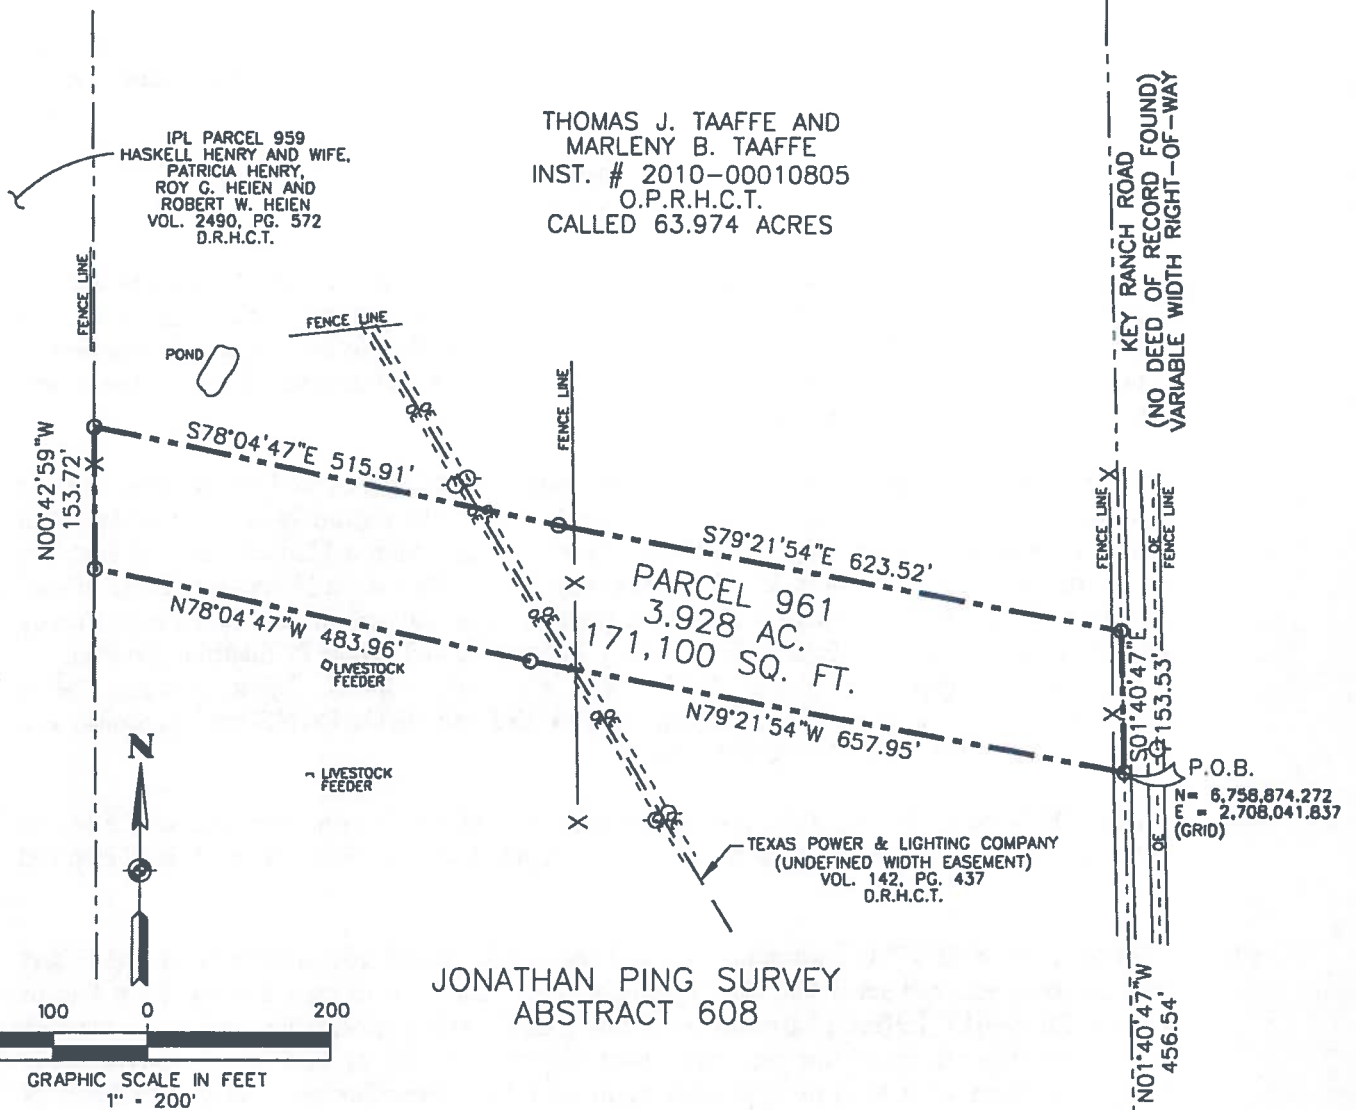 IPL PARCEL 959
HASKELL HENRY AND WIFE,
PATRICIA HENRY,
ROY G. HEIEN AND
ROBERT W. HEIEN
VOL. 2490, PG. 572
D.R.H.C.T.
THOMAS J. TAAFFE AND
MARLENY B. TAAFFE
INST. # 2010-00010805
O.P.R.H.C.T.
CALLED 63.974 ACRES
KEY RANCH ROAD
(NO DEED OF RECORD FOUND)
VARIABLE WIDTH RIGHT-OF-WAY
FENCE LINE
FENCE LINE
POND
FENCE LINE
S78°04'47"E 515.91'
N00°42'59"W
153.72'
S79°21'54"E 623.52'
FENCE LINE
OE
FENCE LINE
PARCEL 961
3.928 AC.
171,100 SQ. FT.
N78°04'47"W 483.96'
LIVESTOCK
FEEDER
N79°21'54"W 657.95'
S01°40'47"E
153.53'
P.O.B.
N= 6,758,874.272
E = 2,708,041.837
(GRID)
OE
N
LIVESTOCK
FEEDER
TEXAS POWER & LIGHTING COMPANY
(UNDEFINED WIDTH EASEMENT)
VOL. 142, PG. 437
D.R.H.C.T.
JONATHAN PING SURVEY
ABSTRACT 608
N01°40'47"W
456.54'
100 0 200
GRAPHIC SCALE IN FEET
1" = 200'